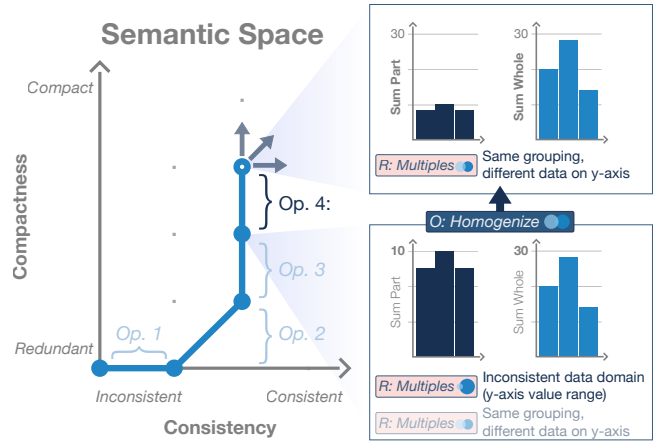 Semantic Space
Compact
Compactness
Redundant
Inconsistent
Consistent
Consistency
Op. 1
Op. 2
Op. 3
Op. 4:
30
Sum Part
30
Sum Whole
R: Multiples
Same grouping,
different data on y-axis
O: Homogenize
10
Sum Part
30
Sum Whole
R: Multiples
Inconsistent data domain
(y-axis value range)
R: Multiples
Same grouping,
different data on y-axis